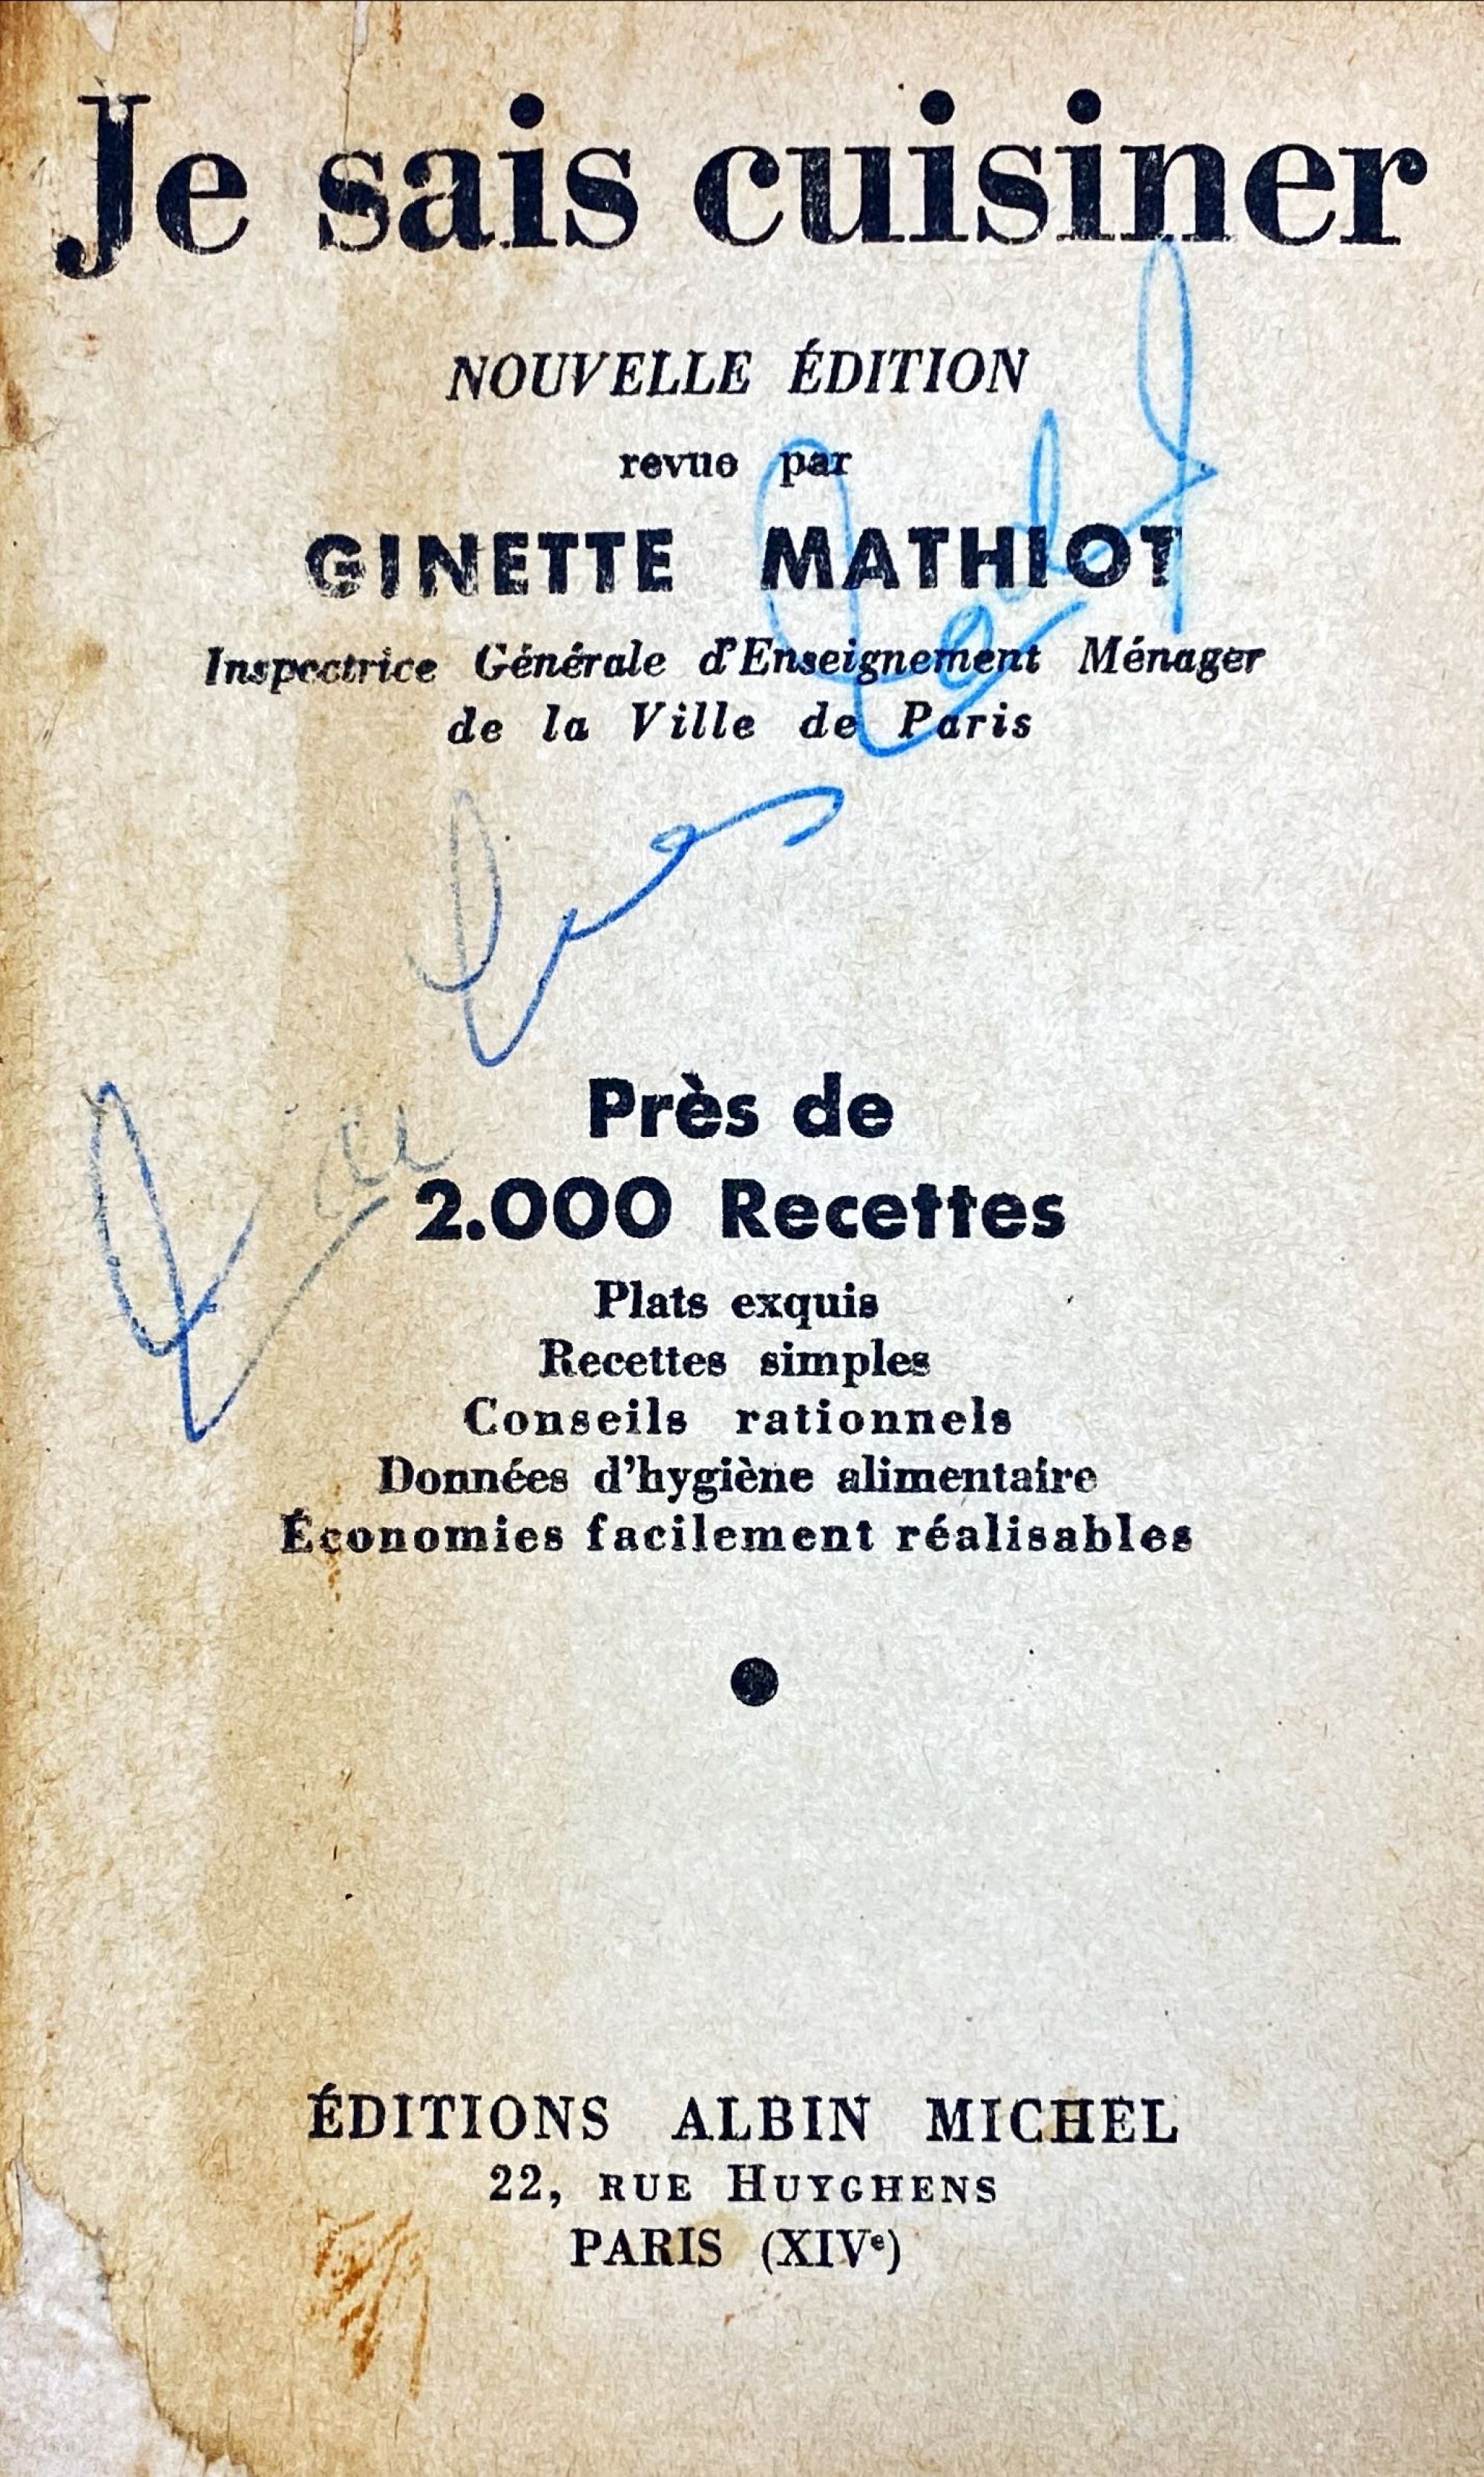 Je sais cuisiner
NOUVELLE ÉDITION
revue par
GINETTE MATHIOT
Inspectrice Générale d'Enseignement Ménager
de la Ville de Paris
Près de
2.000 Recettes
Plats exquis
Recettes simples
Conseils rationnels
Données d'hygiène alimentaire
Économies facilement réalisables
ÉDITIONS ALBIN MICHEL
22, RUE HUYGHENS
PARIS (XIVᵉ)